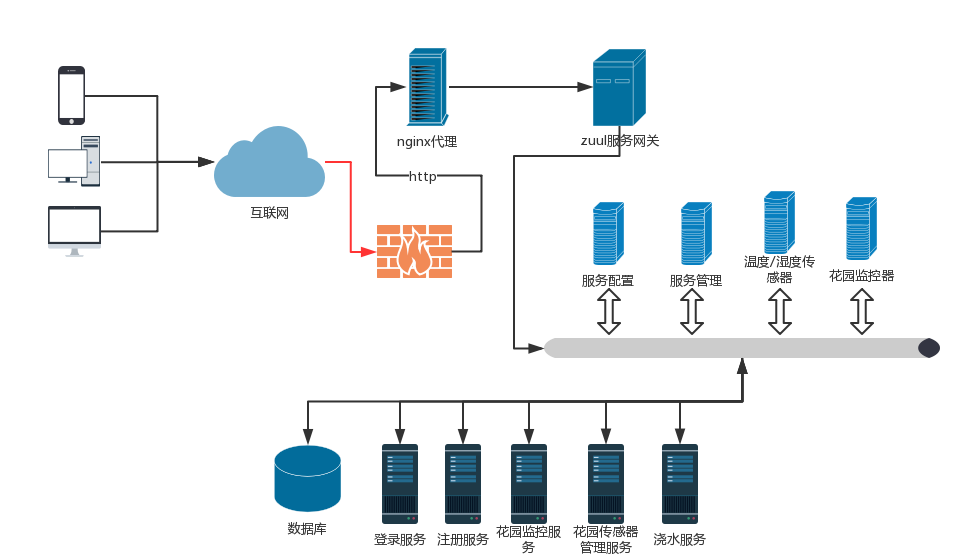 nginx代理
zuul服务网关
http
互联网
服务配置
服务管理
温度/湿度传
感器
花园监控器
数据库
登录服务
注册服务
花园监控服
务
花园传感器
管理服务
浇水服务